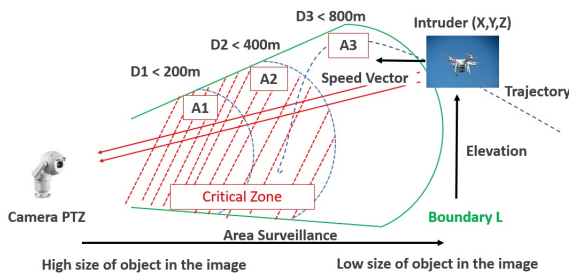 D3 < 800m
Intruder (X,Y,Z)
D2 < 400m
A3
D1 < 200m
A2
Speed Vector
Trajectory
A1
Elevation
Critical Zone
Camera PTZ
Boundary L
Area Surveillance
High size of object in the image
Low size of object in the image